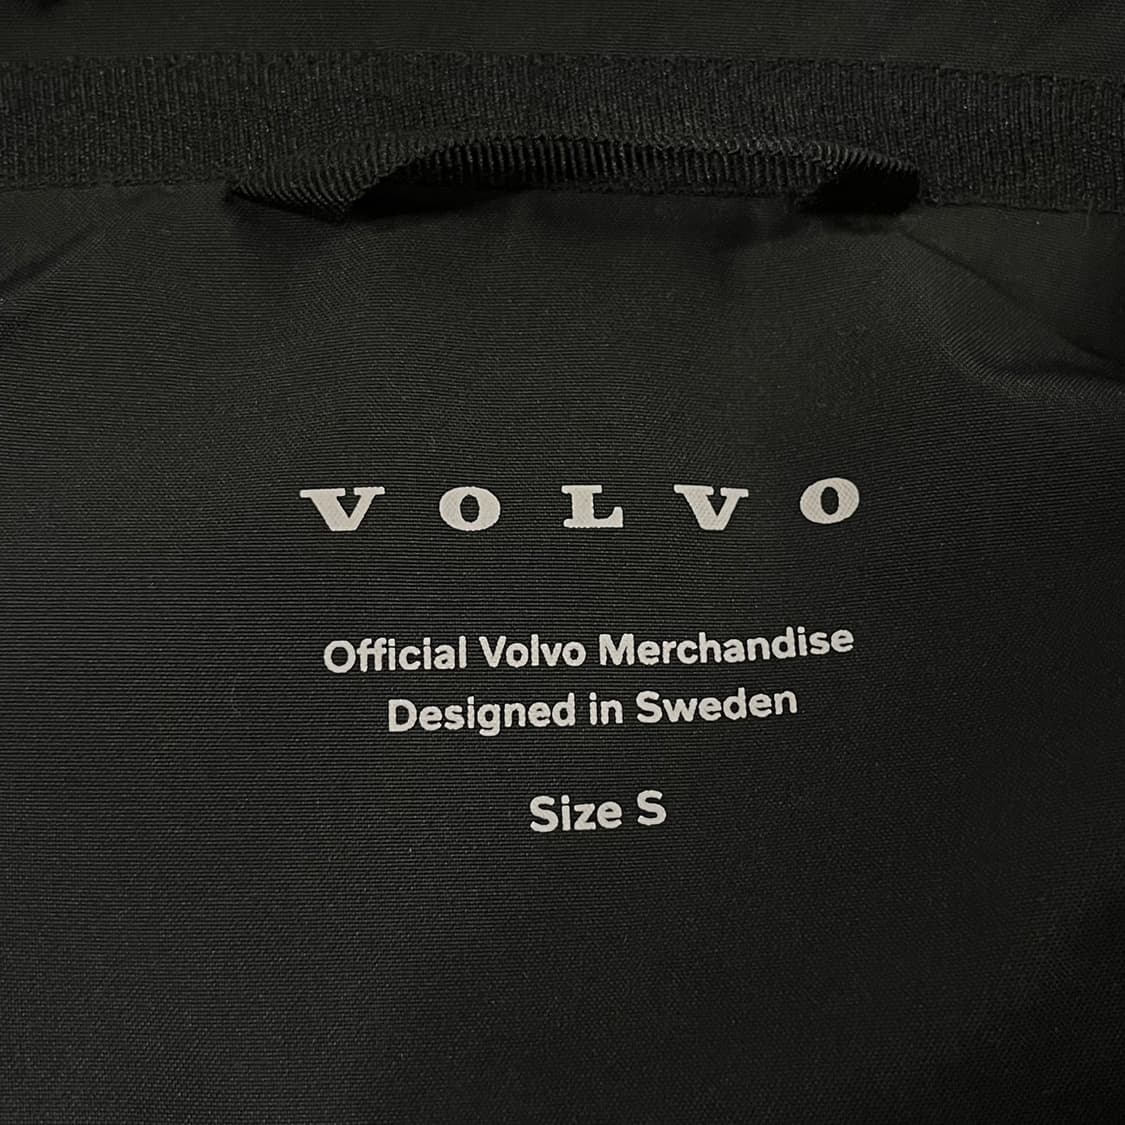 VOLVO
Official Volvo Merchandise
Designed in Sweden
Size S